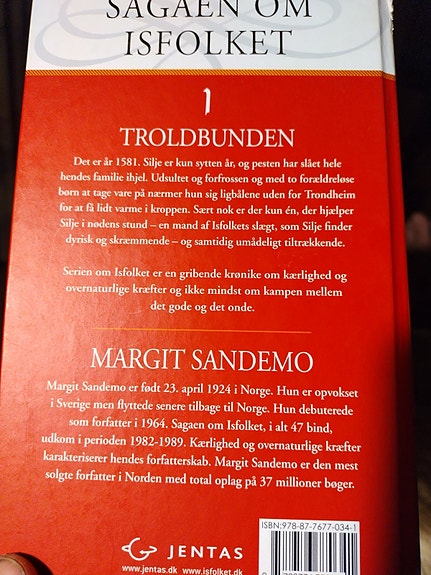 SAGAEN OM
ISFOLKET
1
TROLDBUNDEN
Det er år 1581. Silje er kun sytten år, og pesten har slået hele
hendes familie ihjel. Udsultet og forfrossen og med to forældreløse
børn at tage vare på nærmer hun sig ligbålene uden for Trondheim
for at få lidt varme i kroppen. Sært nok er der kun én, der hjælper
Silje i nødens stund – en mand af Isfolkets slægt, som Silje finder
dyrisk og skræmmende – og samtidig umådeligt tiltrækkende.
Serien om Isfolket er en gribende kronike om kærlighed og
overnaturlige kræfter og ikke mindst om kampen mellem
det gode og det onde.
MARGIT SANDEMO
Margit Sandemo er født 23. april 1924 i Norge. Hun er opvokset
i Sverige men flyttede senere tilbage til Norge. Hun debuterede
som forfatter i 1964. Sagaen om Isfolket, i alt 47 bind,
udkom i perioden 1982-1989. Kærlighed og overnaturlige kræfter
karakteriserer hendes forfatterskab. Margit Sandemo er den mest
solgte forfatter i Norden med total oplag på 37 millioner bøger.
ISBN:978-87-7677-034-1
JENTAS
www.jentas.dk www.isfolket.dk